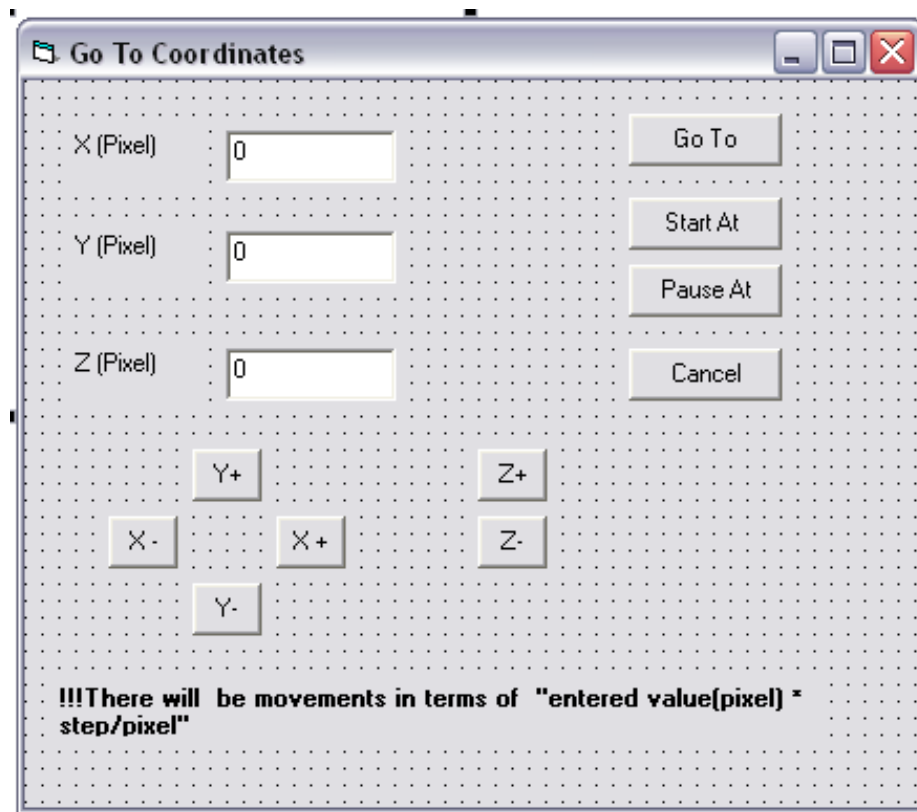 Go To Coordinates
X (Pixel)
0
Go To
Y (Pixel)
0
Start At
Pause At
Z (Pixel)
0
Cancel
Y+
Z+
X -
X +
Z-
Y-
!!!There will  be movements in terms of  "entered value(pixel) *
step/pixel"